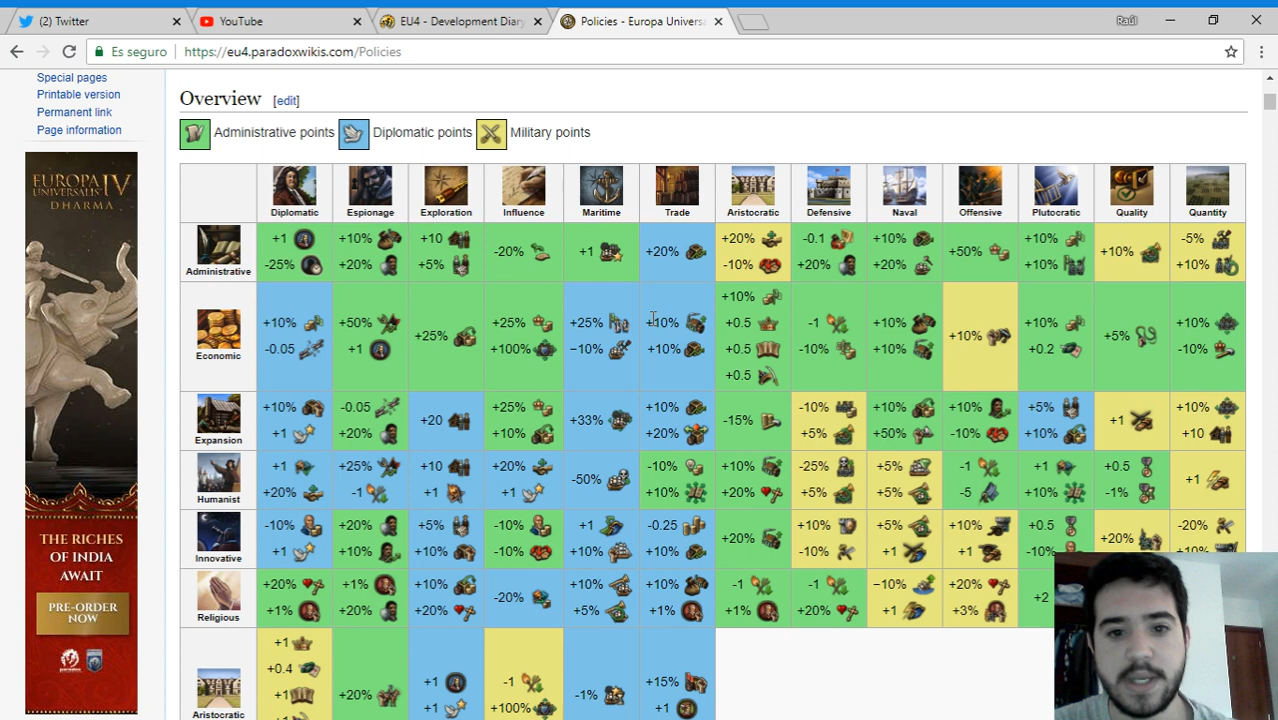 (2) Twitter
YouTube
EU4 - Development Diary
Policies - Europa Univers
Raúl
Es seguro
https://eu4.paradoxwikis.com/Policies
Special pages
Printable version
Permanent link
Page information
EUROPA
UNIVERSALIS IV
DHARMA
THE RICHES
OF INDIA
AWAIT
PRE-ORDER
NOW
Overview [edit]
Administrative points Diplomatic points Military points
Diplomatic Espionage Exploration Influence Maritime Trade Aristocratic Defensive Naval Offensive Plutocratic Quality Quantity
+1 +10% +10 -20% +1 +20% +20% -0.1 +10% +50% +10% +10% -5%
-25% +20% +5% -10% +20% +20% +10% +10%
Administrative
+10%
+10% +50% +25% +25% +25% +10% +0.5 -1 +10% +10% +10% +5% +10%
-0.05 +1 +100% −10% +10% +0.5 -10% +10% +0.2 -10%
Economic
+0.5
+10% -0.05 +20 +25% +33% +10% -15% -10% +10% +10% +5% +1 +10%
+1 +20% +10% +20% +5% +50% -10% +10% +10
Expansion
+1 +25% +10 +20% -50% -10% +10% -25% +5% -1 +1 +0.5 +1
+20% -1 +1 +1 +10% +20% +5% +5% -5 +10% -1%
Humanist
-10% +20% +5% -10% +1 -0.25 +20% +10% +5% +10% +0.5 +20% -20%
+1 +10% +10% -10% +10% +10% -10% +1 +1 -10% +10%
Innovative
+20% +1% +10% -20% +10% +10% -1 -1 −10% +20% +2
+1% +20% +20% +5% +1% +1% +20% +1 +3%
Religious
+1
+0.4
+1 +20% +1 -1 -1% +15%
+1 +100% +1
Aristocratic